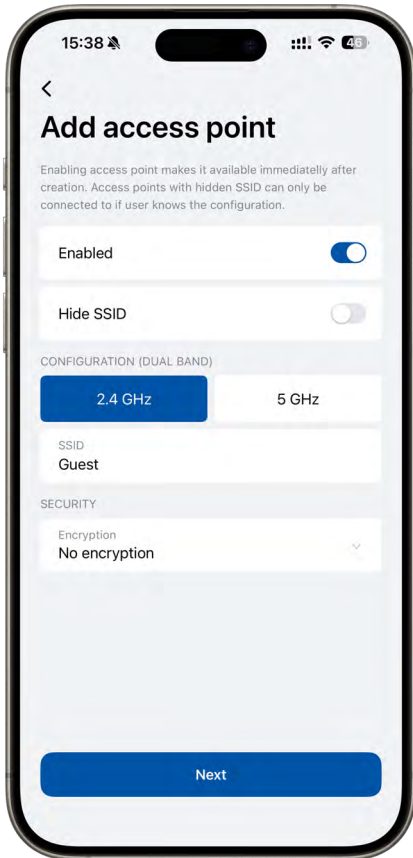 15:38
46
Add access point
Enabling access point makes it available immediatelly after
creation. Access points with hidden SSID can only be
connected to if user knows the configuration.
Enabled
Hide SSID
CONFIGURATION (DUAL BAND)
2.4 GHz
5 GHz
SSID
Guest
SECURITY
Encryption
No encryption
Next